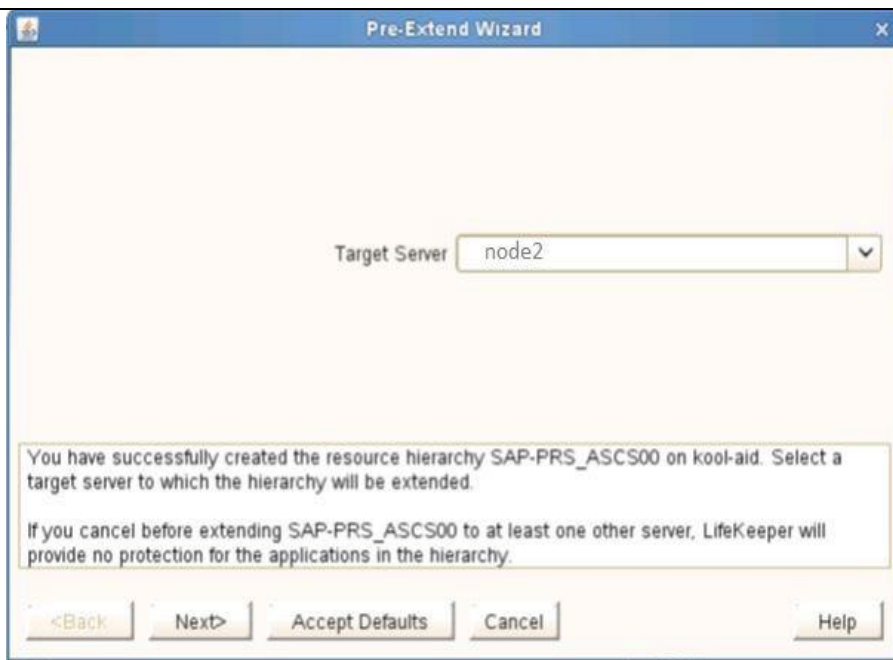 Pre-Extend Wizard
Target Server node2
You have successfully created the resource hierarchy SAP-PRS_ASCS00 on kool-aid. Select a
target server to which the hierarchy will be extended.
If you cancel before extending SAP-PRS_ASCS00 to at least one other server, LifeKeeper will
provide no protection for the applications in the hierarchy.
<Back Next> Accept Defaults Cancel Help